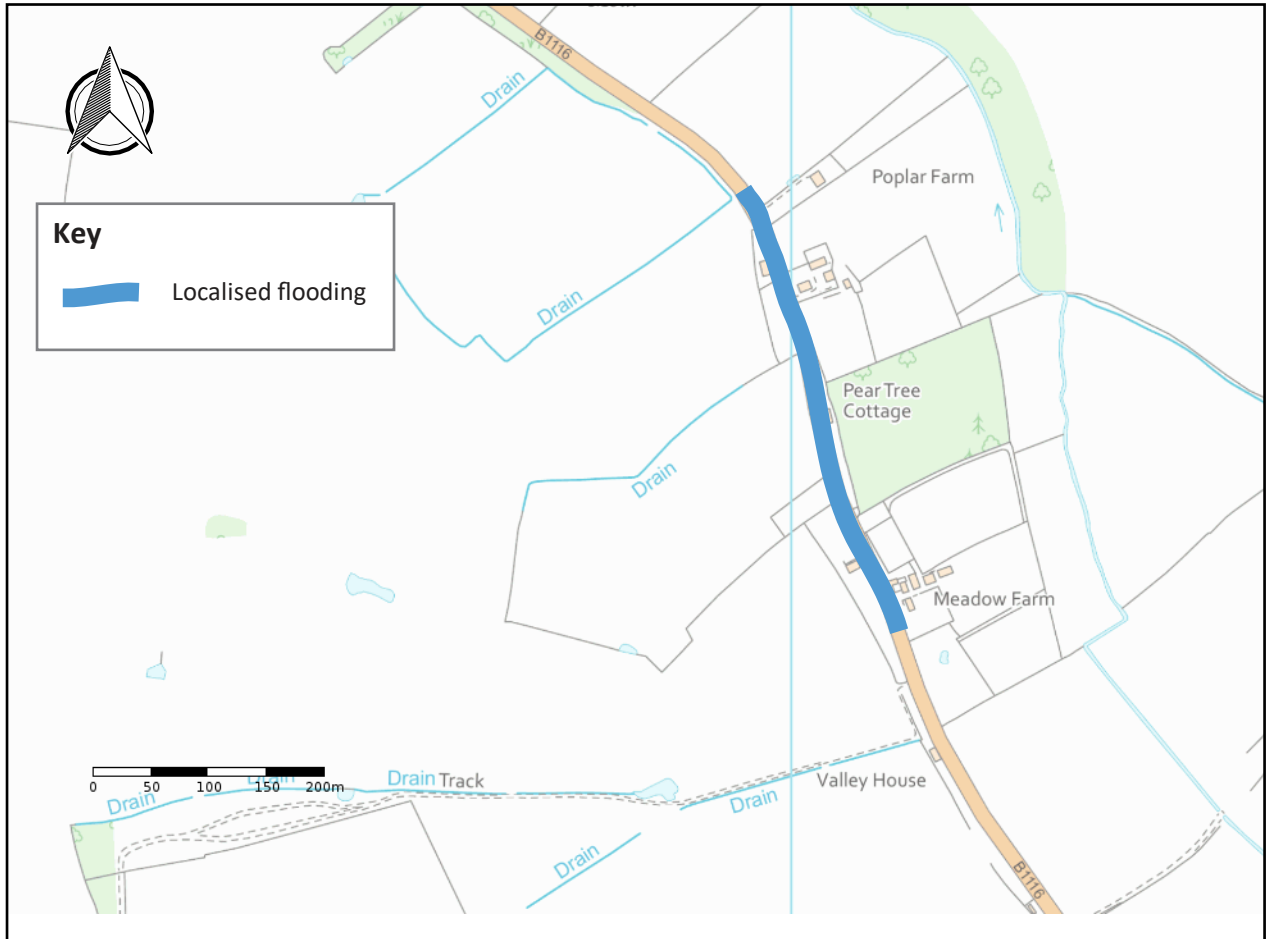 B1116
Drain
Poplar Farm
Key
Localised flooding
Drain
Pear Tree
Cottage
Drain
Meadow Farm
0 50 100 150 200m
Drain
Drain
Drain Track
Drain
Valley House
Drain
B1116